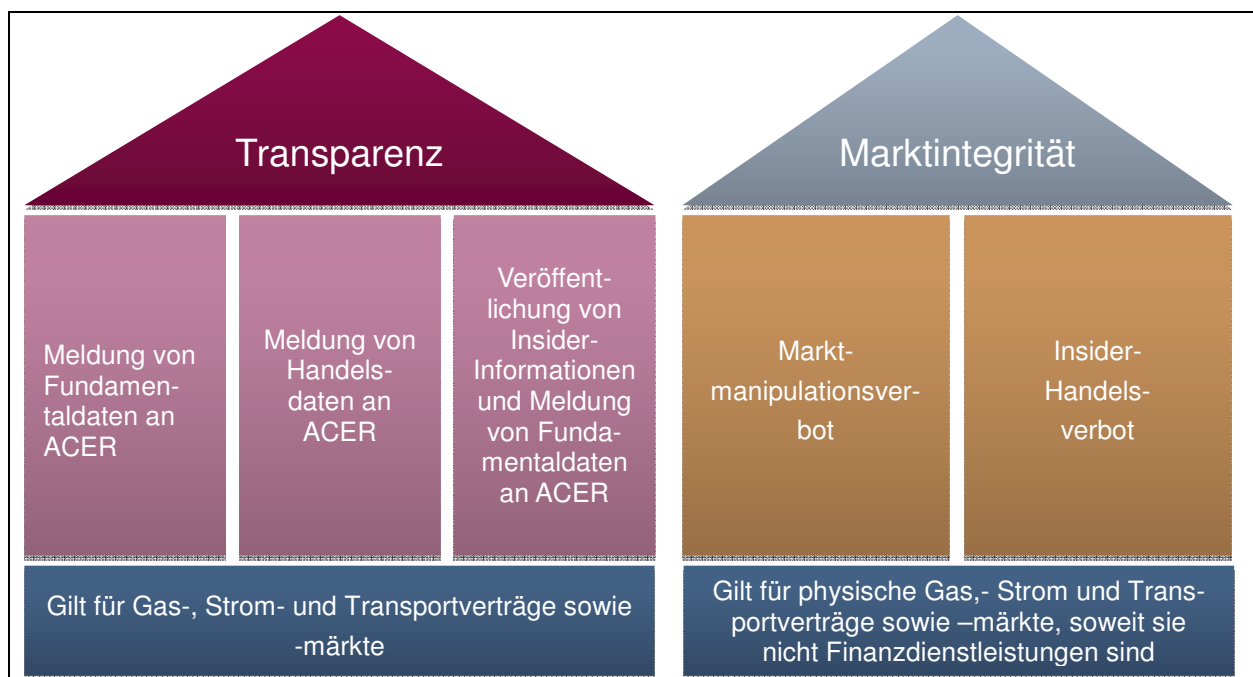 Transparenz
Meldung von
Fundamen-
taldaten an
ACER
Meldung von
Handels-
daten an
ACER
Veröffent-
lichung von
Insider-
Informationen
und Meldung
von Funda-
mentaldaten
an ACER
Gilt für Gas-, Strom- und Transportverträge sowie
-märkte
Marktintegrität
Markt-
manipulationsver-
bot
Insider-
Handels-
verbot
Gilt für physische Gas,- Strom und Trans-
portverträge sowie –märkte, soweit sie
nicht Finanzdienstleistungen sind